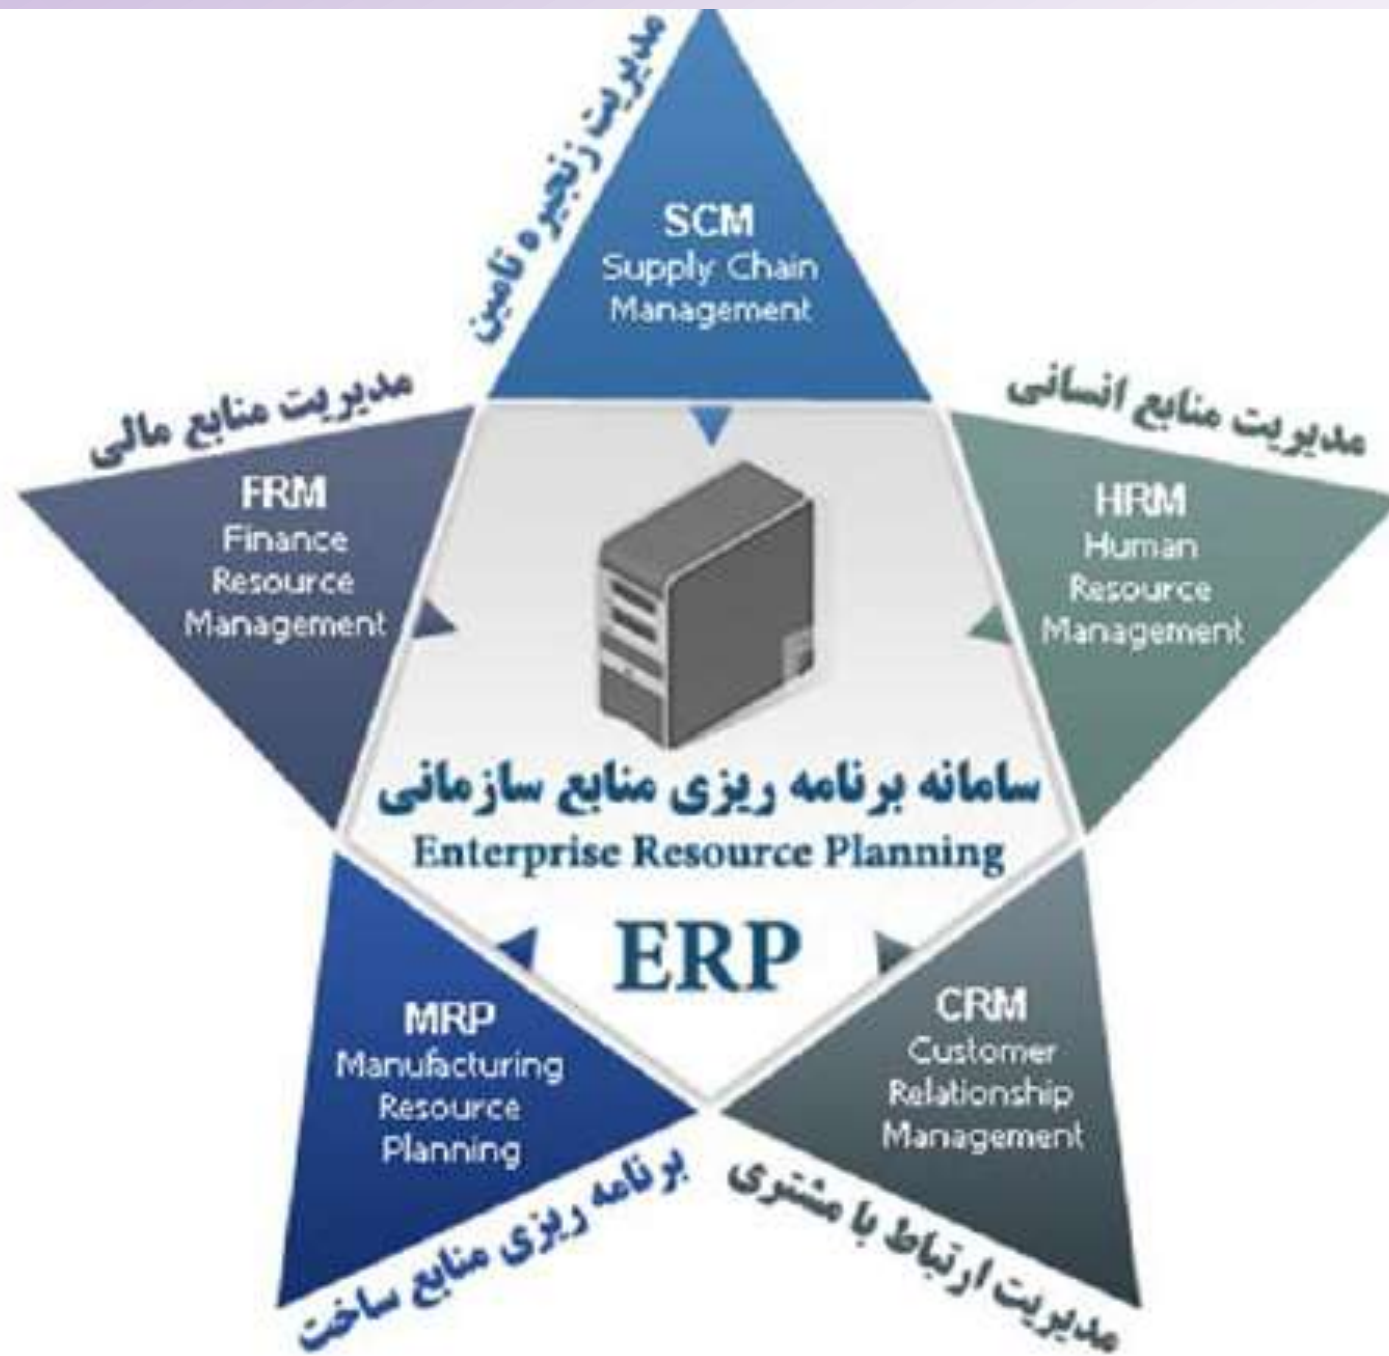 مدیریت زنجیره تامین
SCM
Supply Chain
Management
مدیریت منابع مالی
FRM
Finance
Resource
Management
مدیریت منابع انسانی
HRM
Human
Resource
Management
سامانه برنامه ریزی منابع سازمانی
Enterprise Resource Planning
ERP
MRP
Manufacturing
Resource
Planning
برنامه ریزی منابع ساخت
CRM
Customer
Relationship
Management
مدیریت ارتباط با مشتری